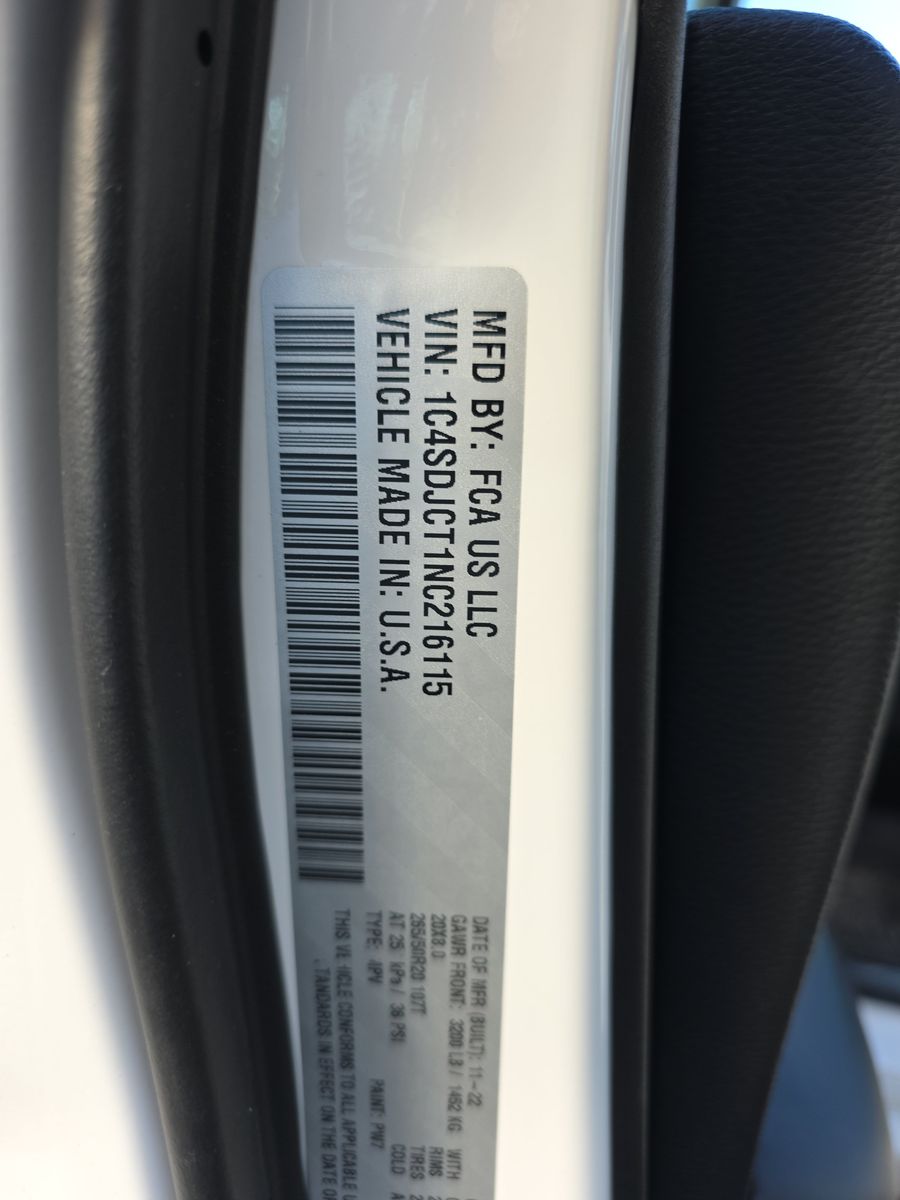 MFD BY: FCA US LLC
VIN: 1C4SDJCT1NC216115
VEHICLE MADE IN: U.S.A.
DATE OF MFR (BUILT): 11-22
GAWR FRONT: 3200 LB / 1452 KG WITH
20X8.0 RIMS
265/50R20 107T TIRES
AT 25 kPa / 36 PSI COLD
TYPE: MPV PAINT: PW7
THIS VEHICLE CONFORMS TO ALL APPLICABLE
STANDARDS IN EFFECT ON THE DATE OF